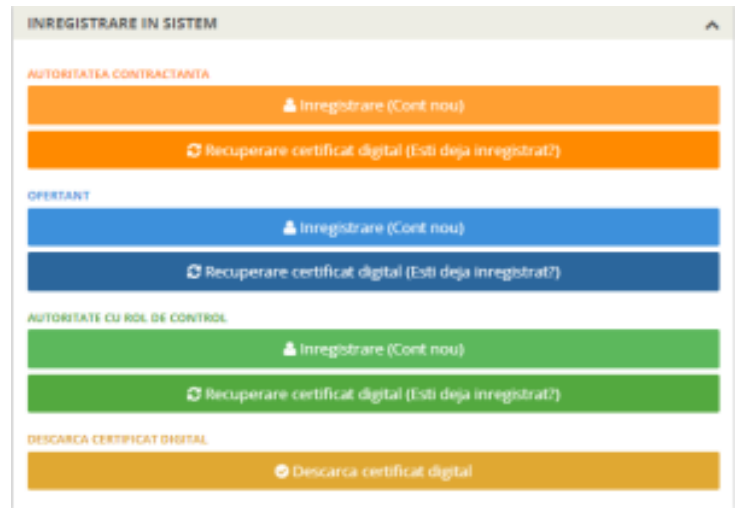 INREGISTRARE IN SISTEM
AUTORITATEA CONTRACTANTA
Inregistrare (Cont nou)
Recuperare certificat digital (Esti deja inregistrat?)
OFERTANT
Inregistrare (Cont nou)
Recuperare certificat digital (Esti deja inregistrat?)
AUTORITATE CU ROL DE CONTROL
Inregistrare (Cont nou)
Recuperare certificat digital (Esti deja inregistrat?)
DESCARCA CERTIFICAT DIGITAL
Descarca certificat digital